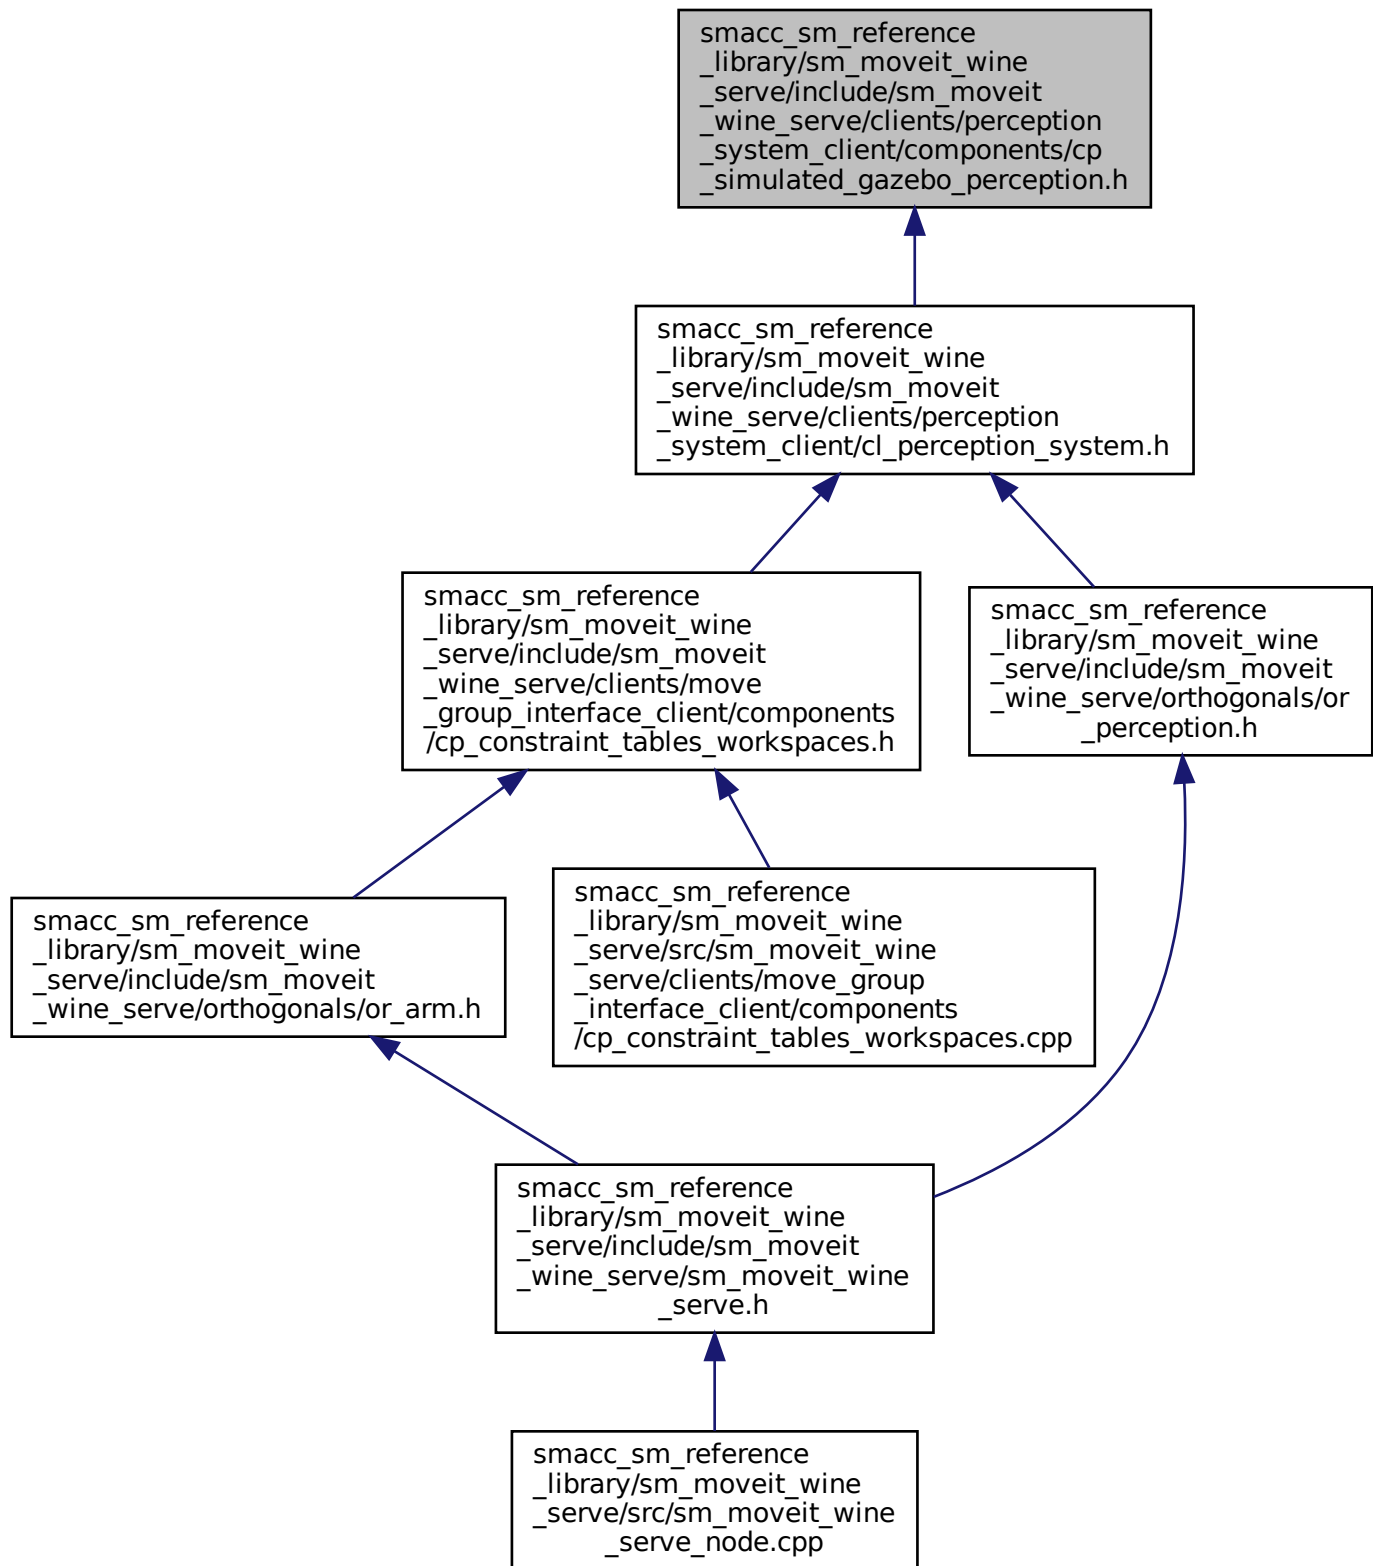 smacc_sm_reference
_library/sm_moveit_wine
_serve/include/sm_moveit
_wine_serve/clients/perception
_system_client/components/cp
_simulated_gazebo_perception.h
smacc_sm_reference
_library/sm_moveit_wine
_serve/include/sm_moveit
_wine_serve/clients/perception
_system_client/cl_perception_system.h
smacc_sm_reference
_library/sm_moveit_wine
_serve/include/sm_moveit
_wine_serve/clients/move
_group_interface_client/components
/cp_constraint_tables_workspaces.h
smacc_sm_reference
_library/sm_moveit_wine
_serve/include/sm_moveit
_wine_serve/orthogonals/or
_perception.h
smacc_sm_reference
_library/sm_moveit_wine
_serve/include/sm_moveit
_wine_serve/orthogonals/or_arm.h
smacc_sm_reference
_library/sm_moveit_wine
_serve/src/sm_moveit_wine
_serve/clients/move_group
_interface_client/components
/cp_constraint_tables_workspaces.cpp
smacc_sm_reference
_library/sm_moveit_wine
_serve/include/sm_moveit
_wine_serve/sm_moveit_wine
_serve.h
smacc_sm_reference
_library/sm_moveit_wine
_serve/src/sm_moveit_wine
_serve_node.cpp